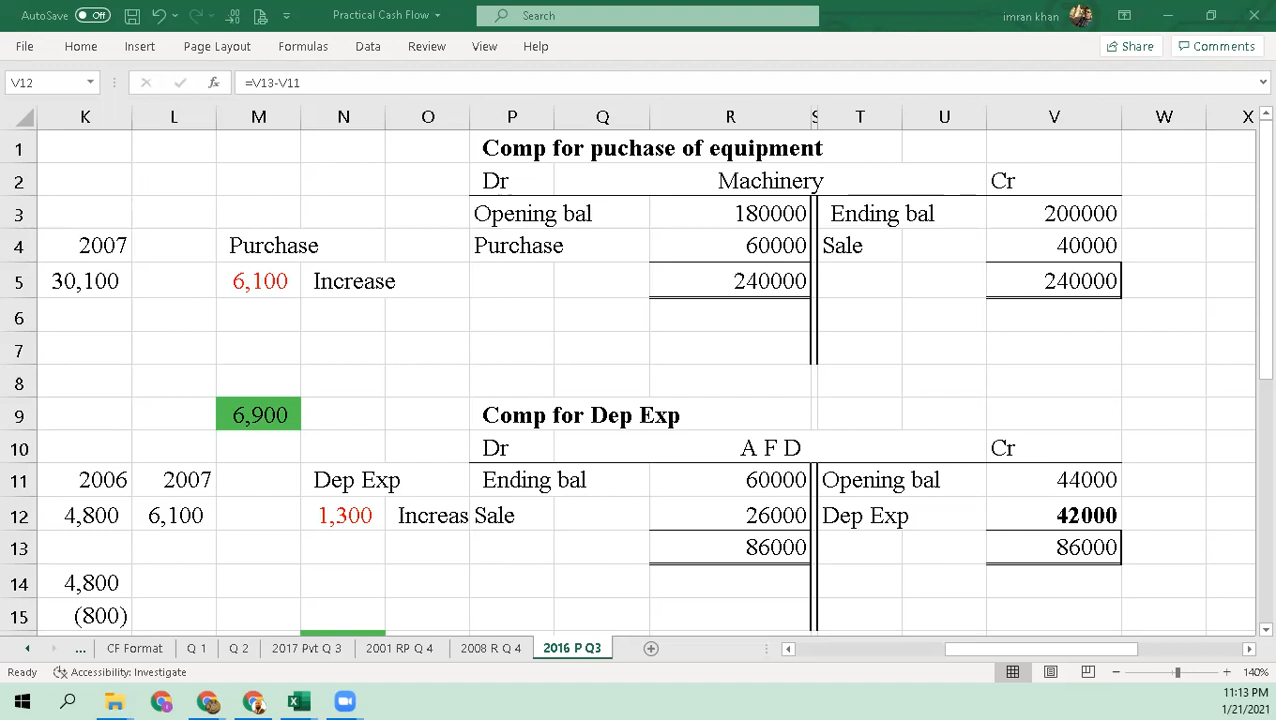 AutoSave Off Practical Cash Flow Search imran khan
File Home Insert Page Layout Formulas Data Review View Help Share Comments
V12 fx =V13-V11
K L M N O P Q R S T U V W X
1 Comp for puchase of equipment
2 Dr Machinery Cr
3 Opening bal 180000 Ending bal 200000
4 2007 Purchase Purchase 60000 Sale 40000
5 30,100 6,100 Increase 240000 240000
6
7
8
9 6,900 Comp for Dep Exp
10 Dr A F D Cr
11 2006 2007 Dep Exp Ending bal 60000 Opening bal 44000
12 4,800 6,100 1,300 Increas Sale 26000 Dep Exp 42000
13 86000 86000
14 4,800
15 (800)
... CF Format Q 1 Q 2 2017 Pvt Q 3 2001 RP Q 4 2008 R Q 4 2016 P Q3
Ready Accessibility: Investigate 140%
11:13 PM
1/21/2021